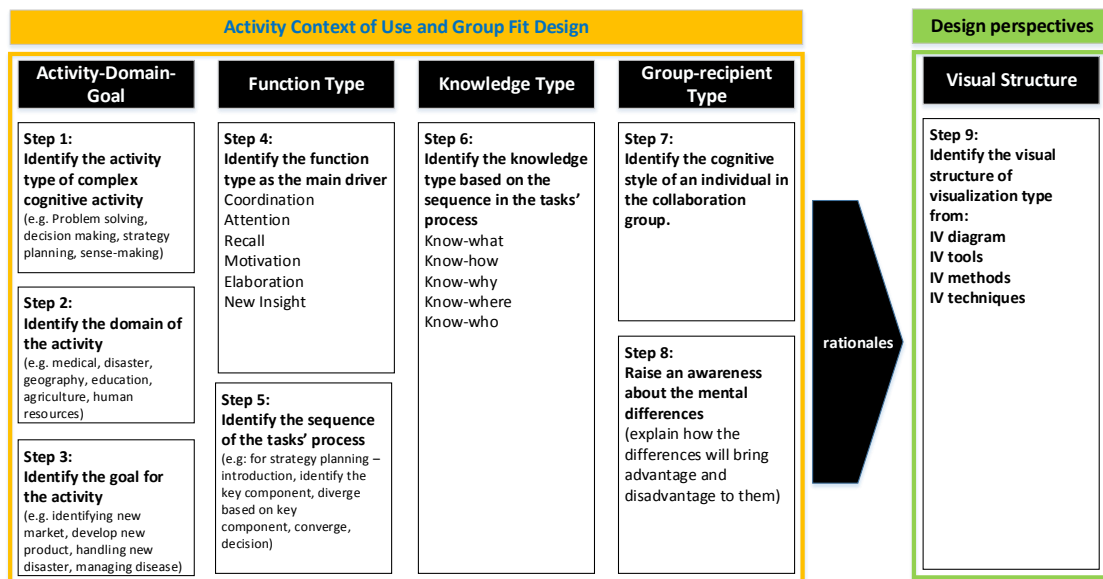 Activity Context of Use and Group Fit Design
Design perspectives
Activity-Domain-
Goal
Step 1:
Identify the activity
type of complex
cognitive activity
(e.g. Problem solving,
decision making, strategy
planning, sense-making)
Step 2:
Identify the domain of
the activity
(e.g. medical, disaster,
geography, education,
agriculture, human
resources)
Step 3:
Identify the goal for
the activity
(e.g. identifying new
market, develop new
product, handling new
disaster, managing disease)
Function Type
Step 4:
Identify the function
type as the main driver
Coordination
Attention
Recall
Motivation
Elaboration
New Insight
Step 5:
Identify the sequence
of the tasks’ process
(e.g: for strategy planning –
introduction, identify the
key component, diverge
based on key
component, converge,
decision)
Knowledge Type
Step 6:
Identify the knowledge
type based on the
sequence in the tasks’
process
Know-what
Know-how
Know-why
Know-where
Know-who
Group-recipient
Type
Step 7:
Identify the cognitive
style of an individual in
the collaboration
group.
Step 8:
Raise an awareness
about the mental
differences
(explain how the
differences will bring
advantage and
disadvantage to them)
rationales
Visual Structure
Step 9:
Identify the visual
structure of
visualization type
from:
IV diagram
IV tools
IV methods
IV techniques